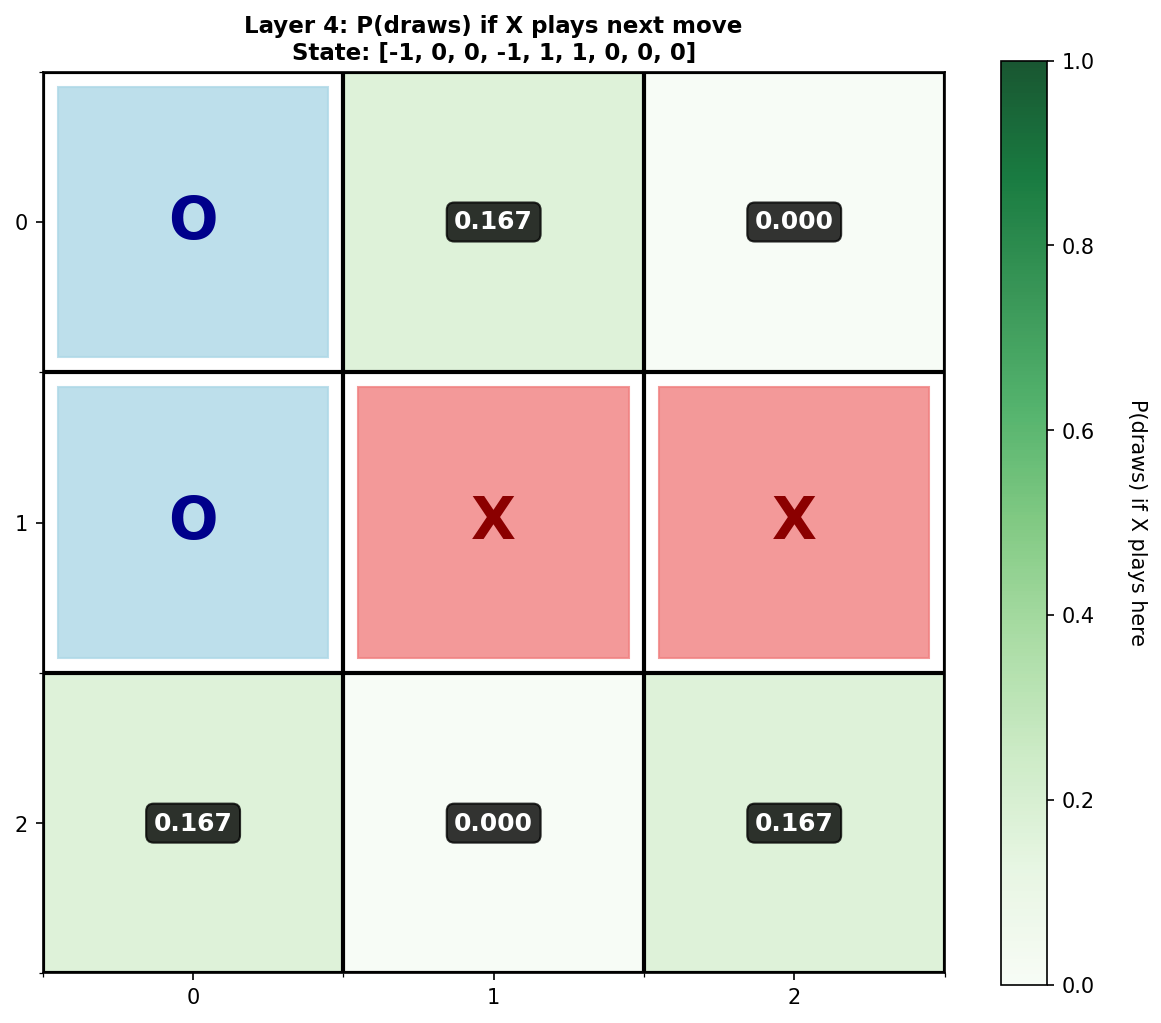 Layer 4: P(draws) if X plays next move
State: [-1, 0, 0, -1, 1, 1, 0, 0, 0]
0
O
0.167
0.000
1
O
X
X
2
0.167
0.000
0.167
0
1
2
1.0
0.8
0.6
0.4
0.2
0.0
P(draws) if X plays here